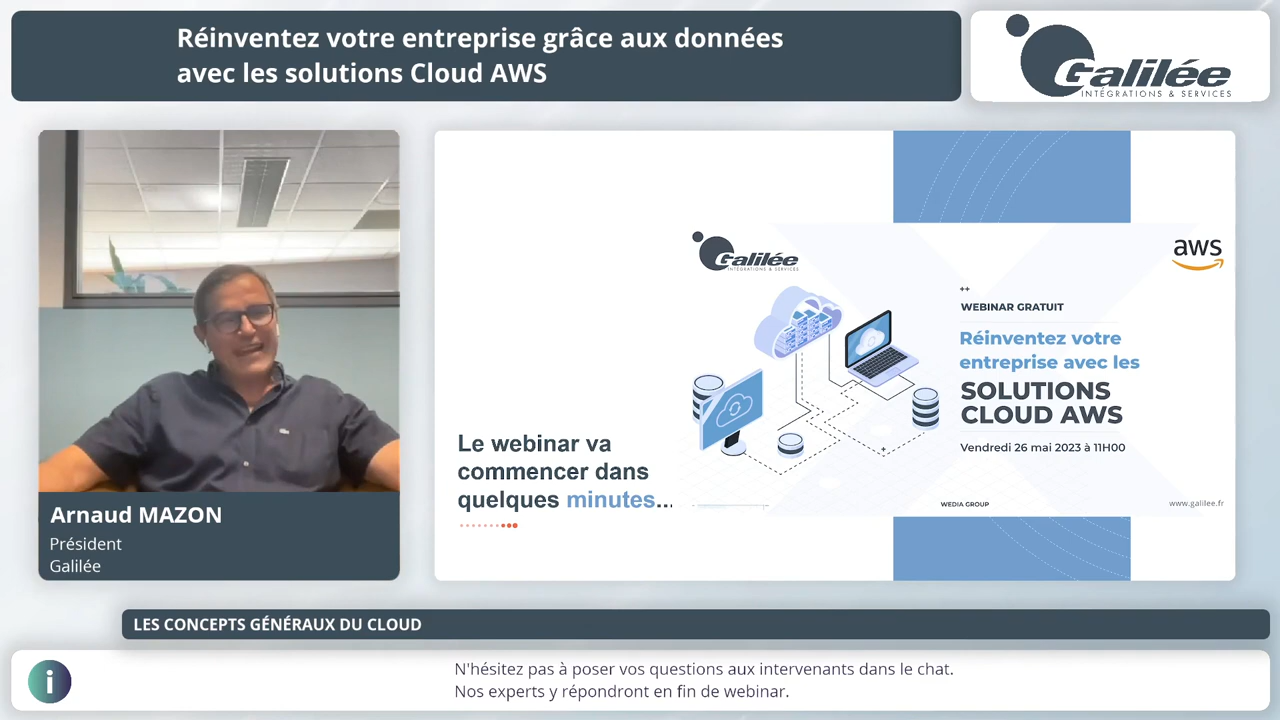 Réinventez votre entreprise grâce aux données
avec les solutions Cloud AWS
Galilée
INTÉGRATIONS & SERVICES
Galilée
INTÉGRATIONS & SERVICES
aws
++
WEBINAR GRATUIT
Réinventez votre
entreprise avec les
SOLUTIONS
CLOUD AWS
Vendredi 26 mai 2023 à 11H00
Le webinar va
commencer dans
quelques minutes...
WEDIA GROUP
www.galilee.fr
Arnaud MAZON
Président
Galilée
LES CONCEPTS GÉNÉRAUX DU CLOUD
i
N'hésitez pas à poser vos questions aux intervenants dans le chat.
Nos experts y répondront en fin de webinar.